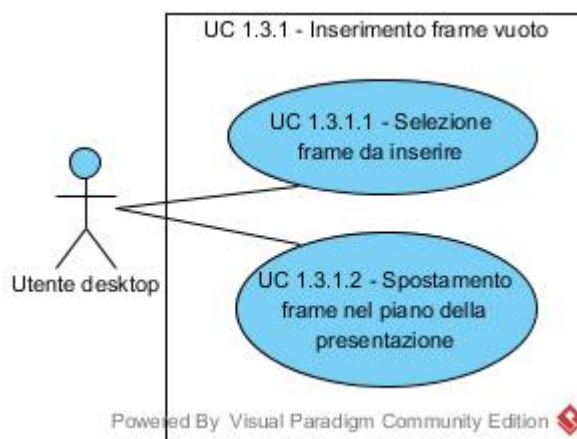 UC 1.3.1 - Inserimento frame vuoto
UC 1.3.1.1 - Selezione
frame da inserire
Utente desktop
UC 1.3.1.2 - Spostamento
frame nel piano della
presentazione
Powered By Visual Paradigm Community Edition